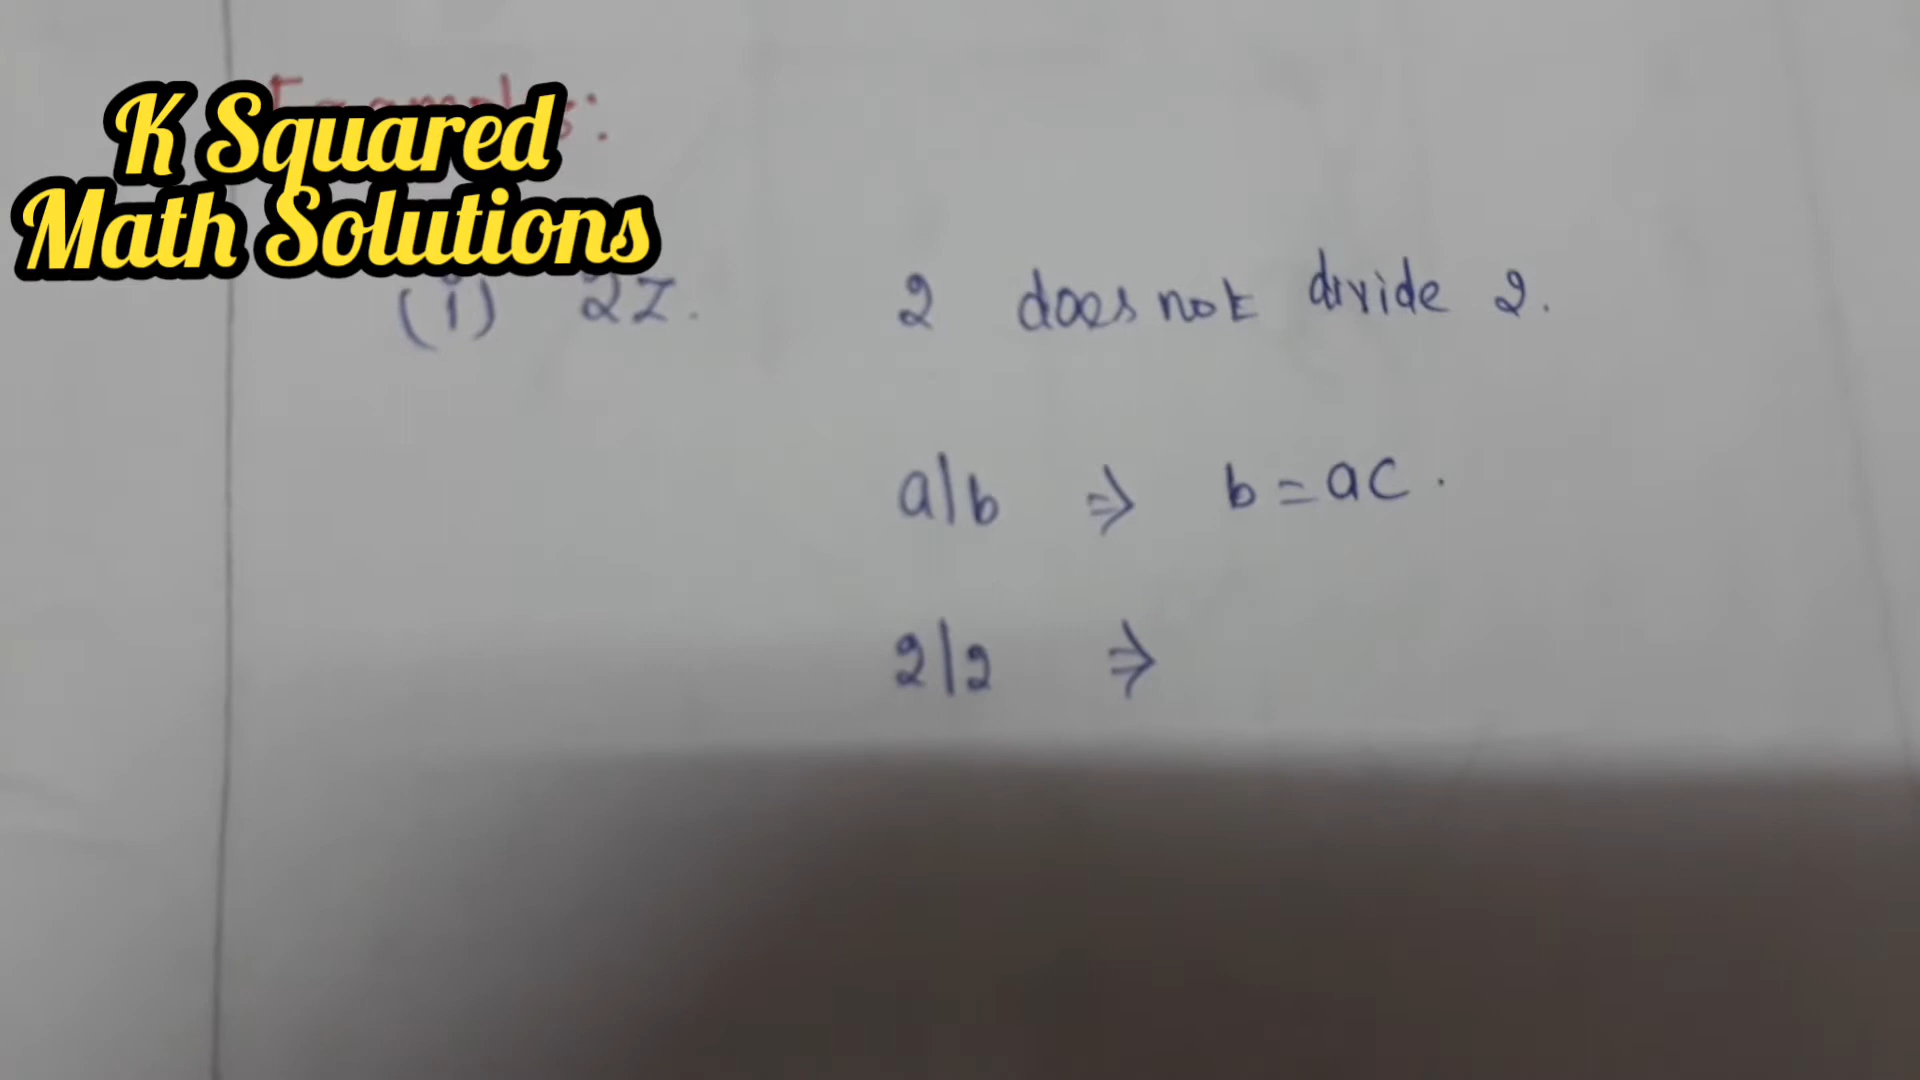 K Squared
Math Solutions
(i) 2Z. 2 does not divide 2.
a|b ⇒ b = ac.
2|2 ⇒